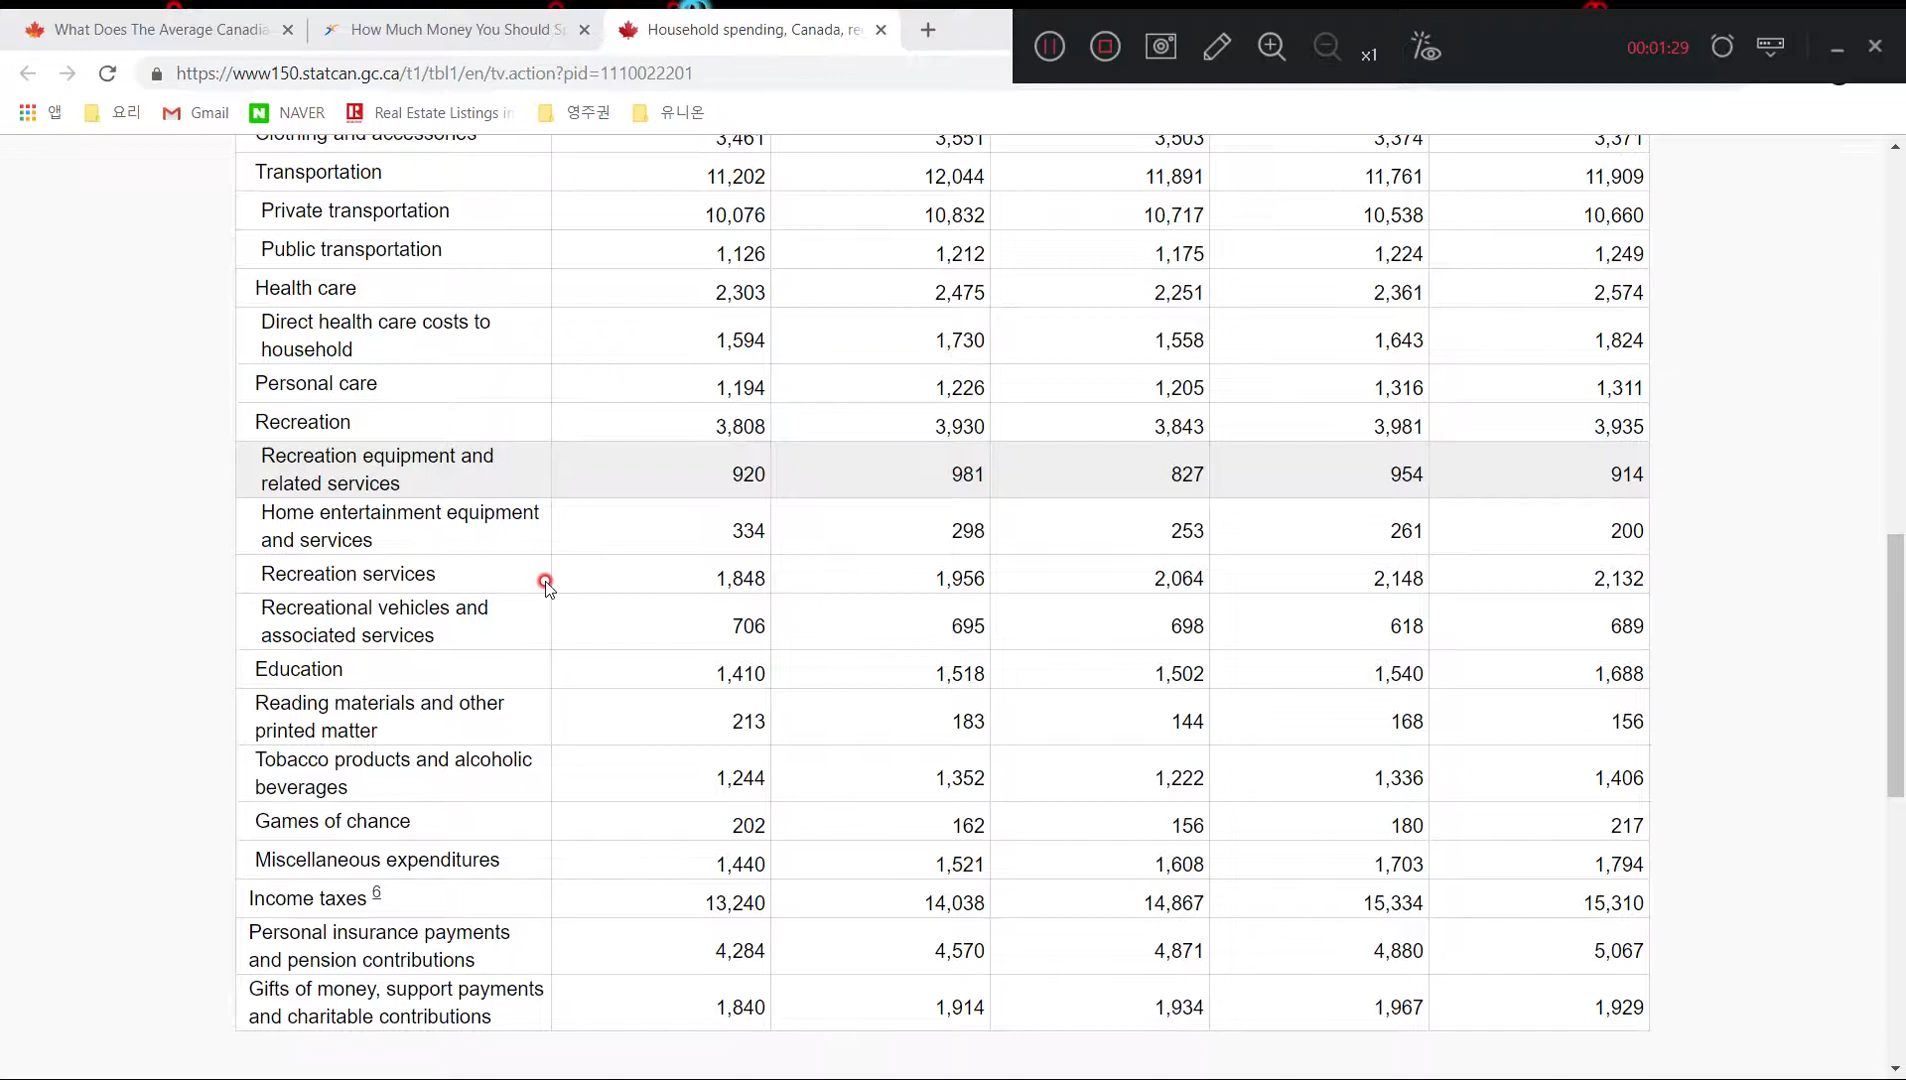 What Does The Average Canadia
How Much Money You Should Sp
Household spending, Canada, re
x1
00:01:29
https://www150.statcan.gc.ca/t1/tbl1/en/tv.action?pid=1110022201
앱 요리 Gmail NAVER Real Estate Listings in 영주권 유니온
Clothing and accessories 3,461 3,551 3,503 3,374 3,371
Transportation 11,202 12,044 11,891 11,761 11,909
Private transportation 10,076 10,832 10,717 10,538 10,660
Public transportation 1,126 1,212 1,175 1,224 1,249
Health care 2,303 2,475 2,251 2,361 2,574
Direct health care costs to
household 1,594 1,730 1,558 1,643 1,824
Personal care 1,194 1,226 1,205 1,316 1,311
Recreation 3,808 3,930 3,843 3,981 3,935
Recreation equipment and
related services 920 981 827 954 914
Home entertainment equipment
and services 334 298 253 261 200
Recreation services 1,848 1,956 2,064 2,148 2,132
Recreational vehicles and
associated services 706 695 698 618 689
Education 1,410 1,518 1,502 1,540 1,688
Reading materials and other
printed matter 213 183 144 168 156
Tobacco products and alcoholic
beverages 1,244 1,352 1,222 1,336 1,406
Games of chance 202 162 156 180 217
Miscellaneous expenditures 1,440 1,521 1,608 1,703 1,794
Income taxes 6 13,240 14,038 14,867 15,334 15,310
Personal insurance payments
and pension contributions 4,284 4,570 4,871 4,880 5,067
Gifts of money, support payments
and charitable contributions 1,840 1,914 1,934 1,967 1,929